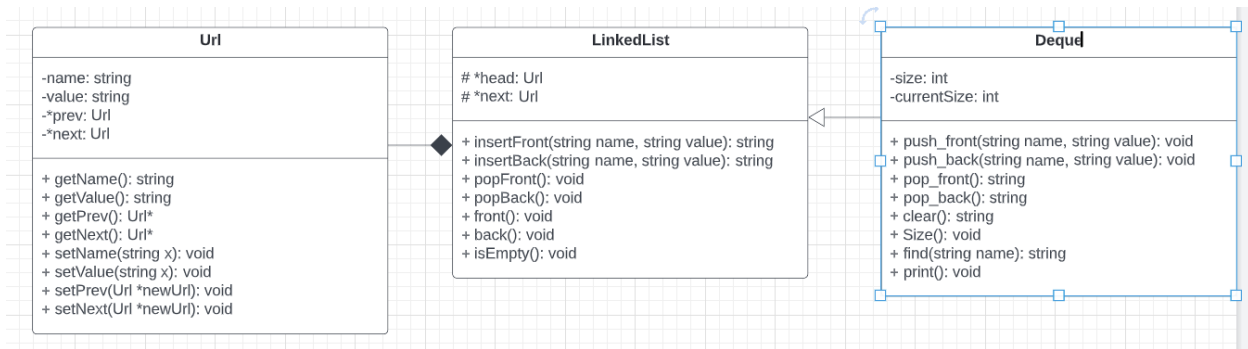 Url
-name: string
-value: string
-*prev: Url
-*next: Url
+ getName(): string
+ getValue(): string
+ getPrev(): Url*
+ getNext(): Url*
+ setName(string x): void
+ setValue(string x): void
+ setPrev(Url *newUrl): void
+ setNext(Url *newUrl): void
LinkedList
# *head: Url
# *next: Url
+ insertFront(string name, string value): string
+ insertBack(string name, string value): string
+ popFront(): void
+ popBack(): void
+ front(): void
+ back(): void
+ isEmpty(): void
Deque
-size: int
-currentSize: int
+ push_front(string name, string value): void
+ push_back(string name, string value): void
+ pop_front(): string
+ pop_back(): string
+ clear(): string
+ Size(): void
+ find(string name): string
+ print(): void